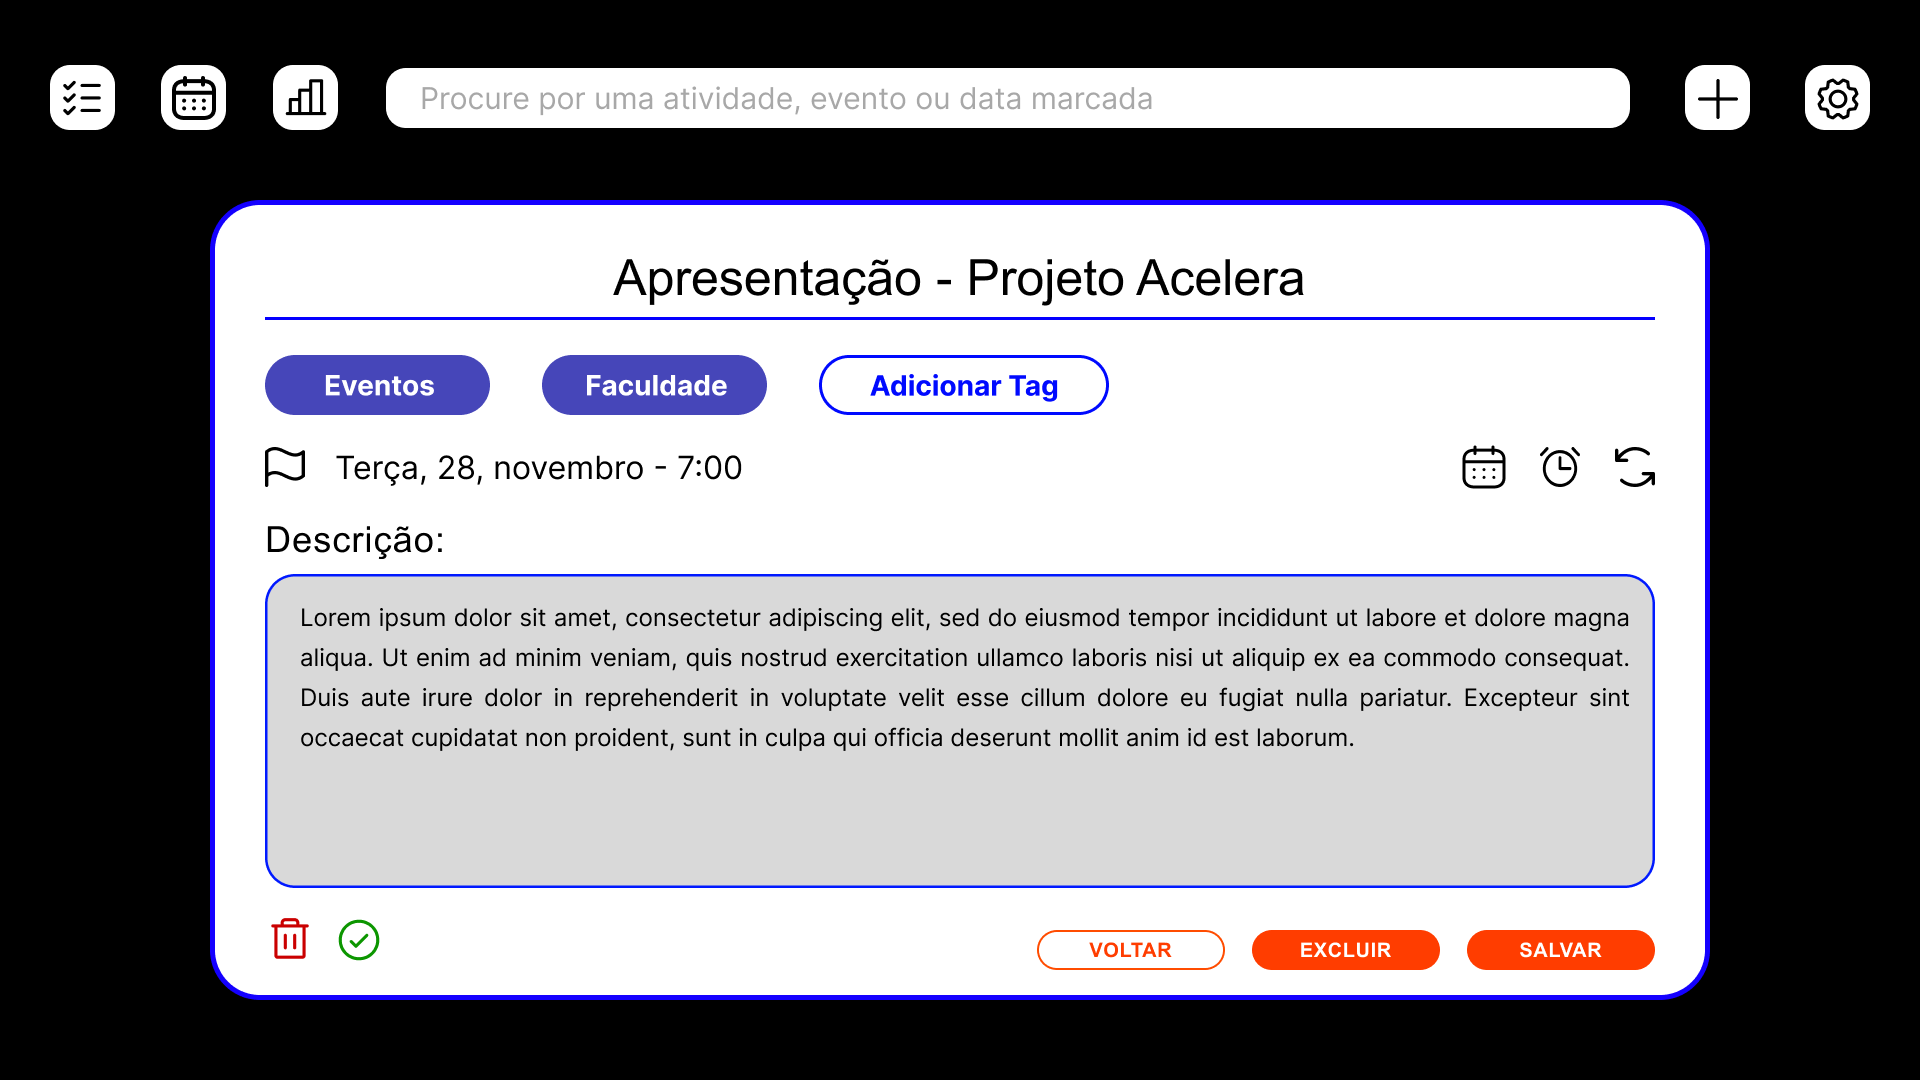 Procure por uma atividade, evento ou data marcada
Apresentação - Projeto Acelera
Eventos
Faculdade
Adicionar Tag
Terça, 28, novembro - 7:00
Descrição:
Lorem ipsum dolor sit amet, consectetur adipiscing elit, sed do eiusmod tempor incididunt ut labore et dolore magna
aliqua. Ut enim ad minim veniam, quis nostrud exercitation ullamco laboris nisi ut aliquip ex ea commodo consequat.
Duis aute irure dolor in reprehenderit in voluptate velit esse cillum dolore eu fugiat nulla pariatur. Excepteur sint
occaecat cupidatat non proident, sunt in culpa qui officia deserunt mollit anim id est laborum.
VOLTAR
EXCLUIR
SALVAR